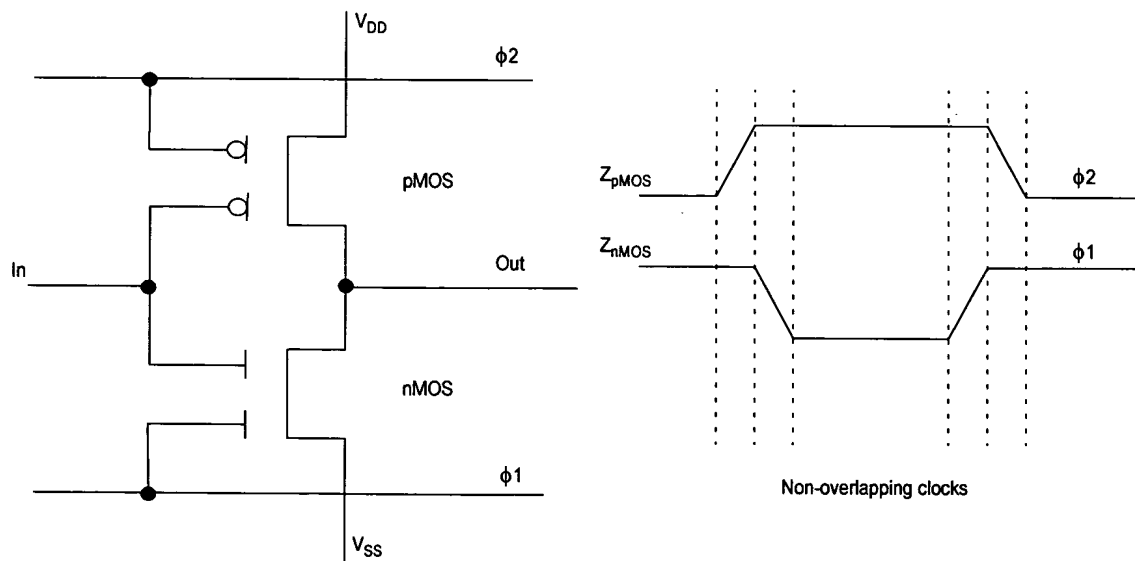 V_DD
ϕ2
pMOS
In
Out
nMOS
ϕ1
V_SS
Z_pMOS
ϕ2
Z_nMOS
ϕ1
Non-overlapping clocks